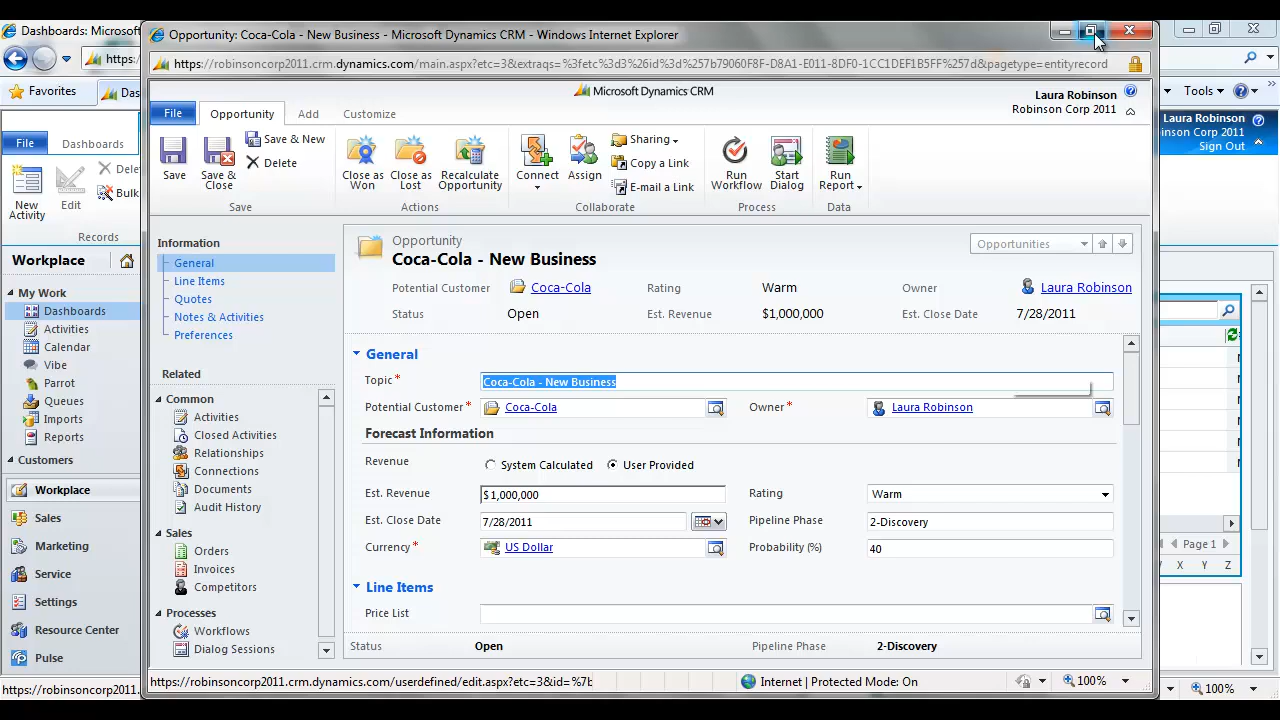 Dashboards: Microsoft
Opportunity: Coca-Cola - New Business - Microsoft Dynamics CRM - Windows Internet Explorer
https:
https://robinsoncorp2011.crm.dynamics.com/main.aspx?etc=3&extraqs=%3fetc%3d3%26id%3d%257b79060F8F-D8A1-E011-8DF0-1CC1DEF1B5FF%257d&pagetype=entityrecord
Favorites
Tools
Microsoft Dynamics CRM
Laura Robinson
Robinson Corp 2011
Laura Robinson
inson Corp 2011
Sign Out
File
Opportunity
Add
Customize
File
Dashboards
Save
Save & Close
Save & New
Delete
Save
Close as Won
Close as Lost
Recalculate Opportunity
Actions
Connect
Assign
Sharing
Copy a Link
E-mail a Link
Collaborate
Run Workflow
Start Dialog
Process
Run Report
Data
New Activity
Edit
Dele
Bulk
Records
Workplace
My Work
Dashboards
Activities
Calendar
Vibe
Parrot
Queues
Imports
Reports
Customers
Workplace
Sales
Marketing
Service
Settings
Resource Center
Pulse
https://robinsoncorp2011.
Information
General
Line Items
Quotes
Notes & Activities
Preferences
Related
Common
Activities
Closed Activities
Relationships
Connections
Documents
Audit History
Sales
Orders
Invoices
Competitors
Processes
Workflows
Dialog Sessions
Opportunity
Coca-Cola - New Business
Opportunities
Potential Customer Coca-Cola Rating Warm Owner Laura Robinson
Status Open Est. Revenue $1,000,000 Est. Close Date 7/28/2011
General
Topic* Coca-Cola - New Business
Potential Customer* Coca-Cola Owner* Laura Robinson
Forecast Information
Revenue System Calculated User Provided
Est. Revenue $1,000,000 Rating Warm
Est. Close Date 7/28/2011 Pipeline Phase 2-Discovery
Currency* US Dollar Probability (%) 40
Line Items
Price List
Status Open Pipeline Phase 2-Discovery
https://robinsoncorp2011.crm.dynamics.com/userdefined/edit.aspx?etc=3&id=%7b
Internet | Protected Mode: On
100%
Page 1
X Y Z
100%